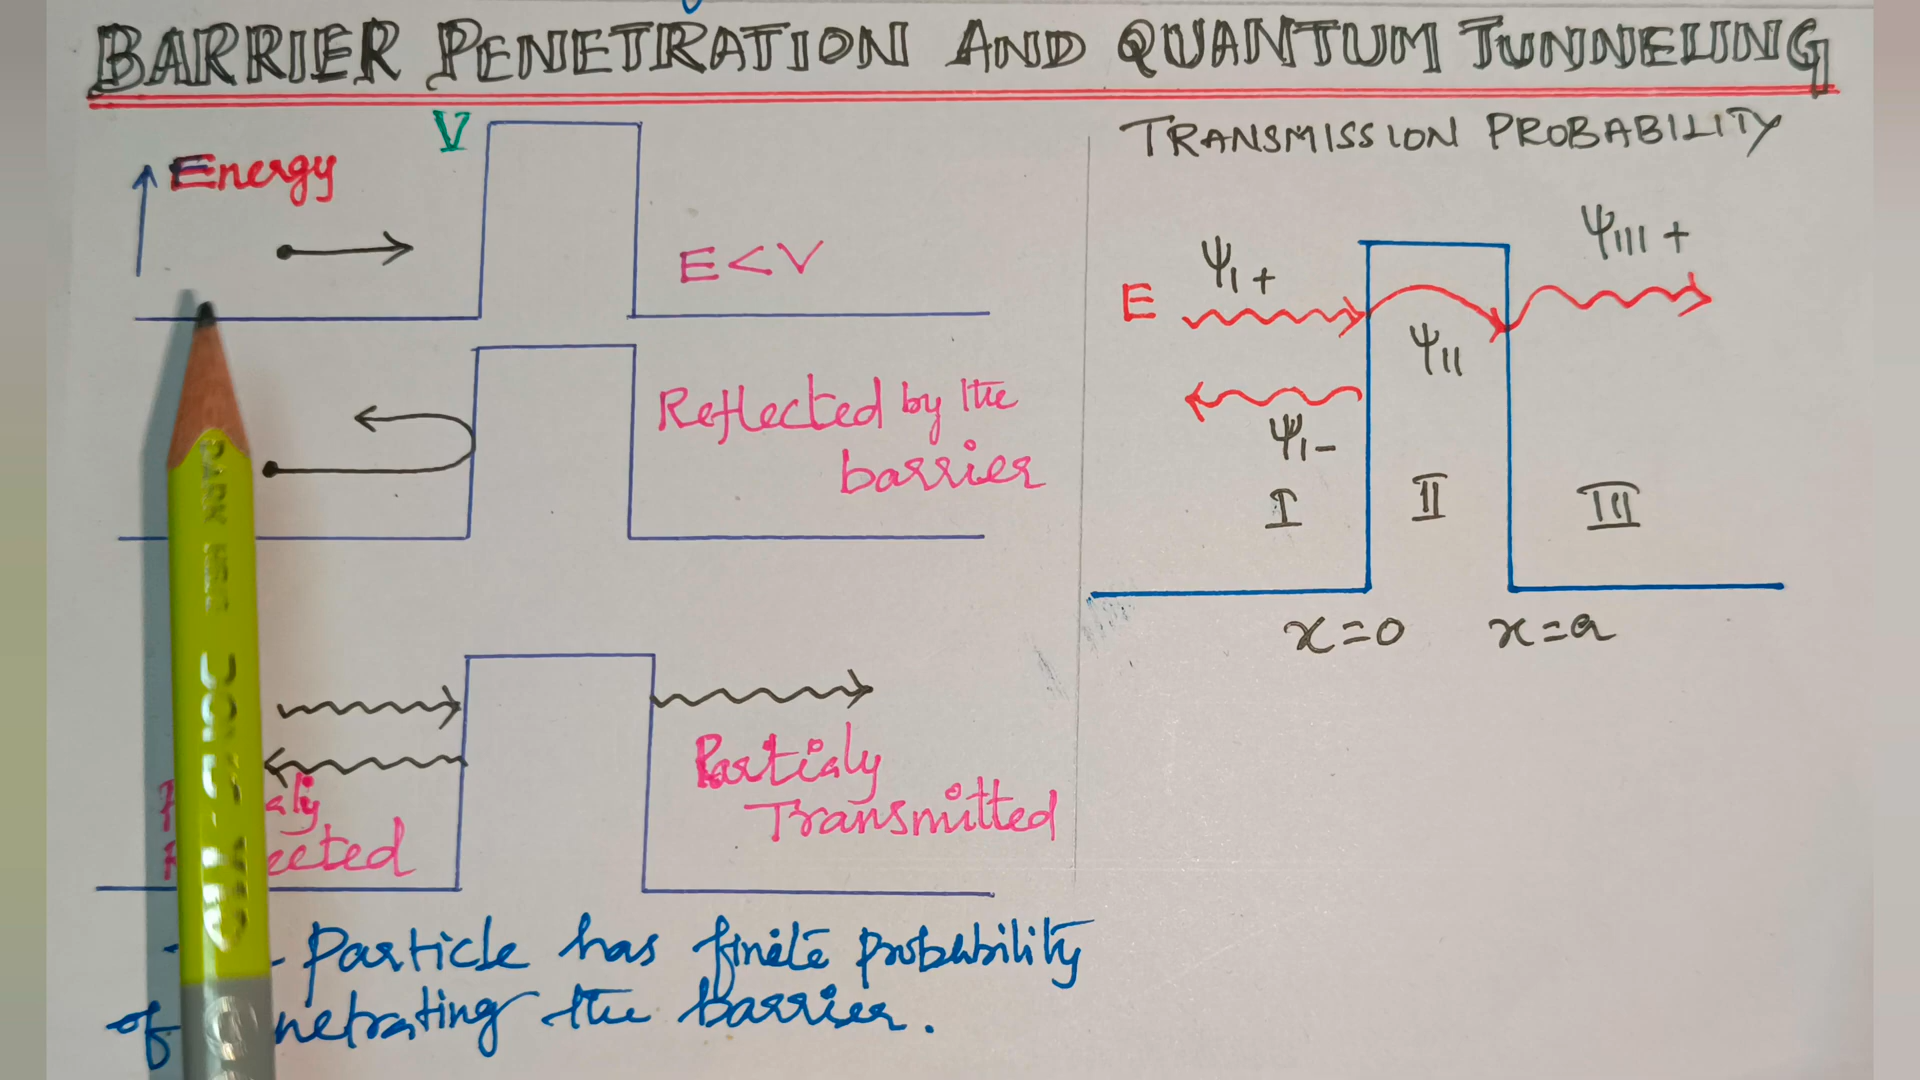 BARRIER PENETRATION AND QUANTUM TUNNELING
Energy
V
E<V
Reflected by the
barrier
Partialy
Transmitted
Particle has finite probability
of netrating the barrier.
TRANSMISSION PROBABILITY
ΨI+
ΨIII+
E
ΨII
ΨI-
I
II
III
x=0
x=a